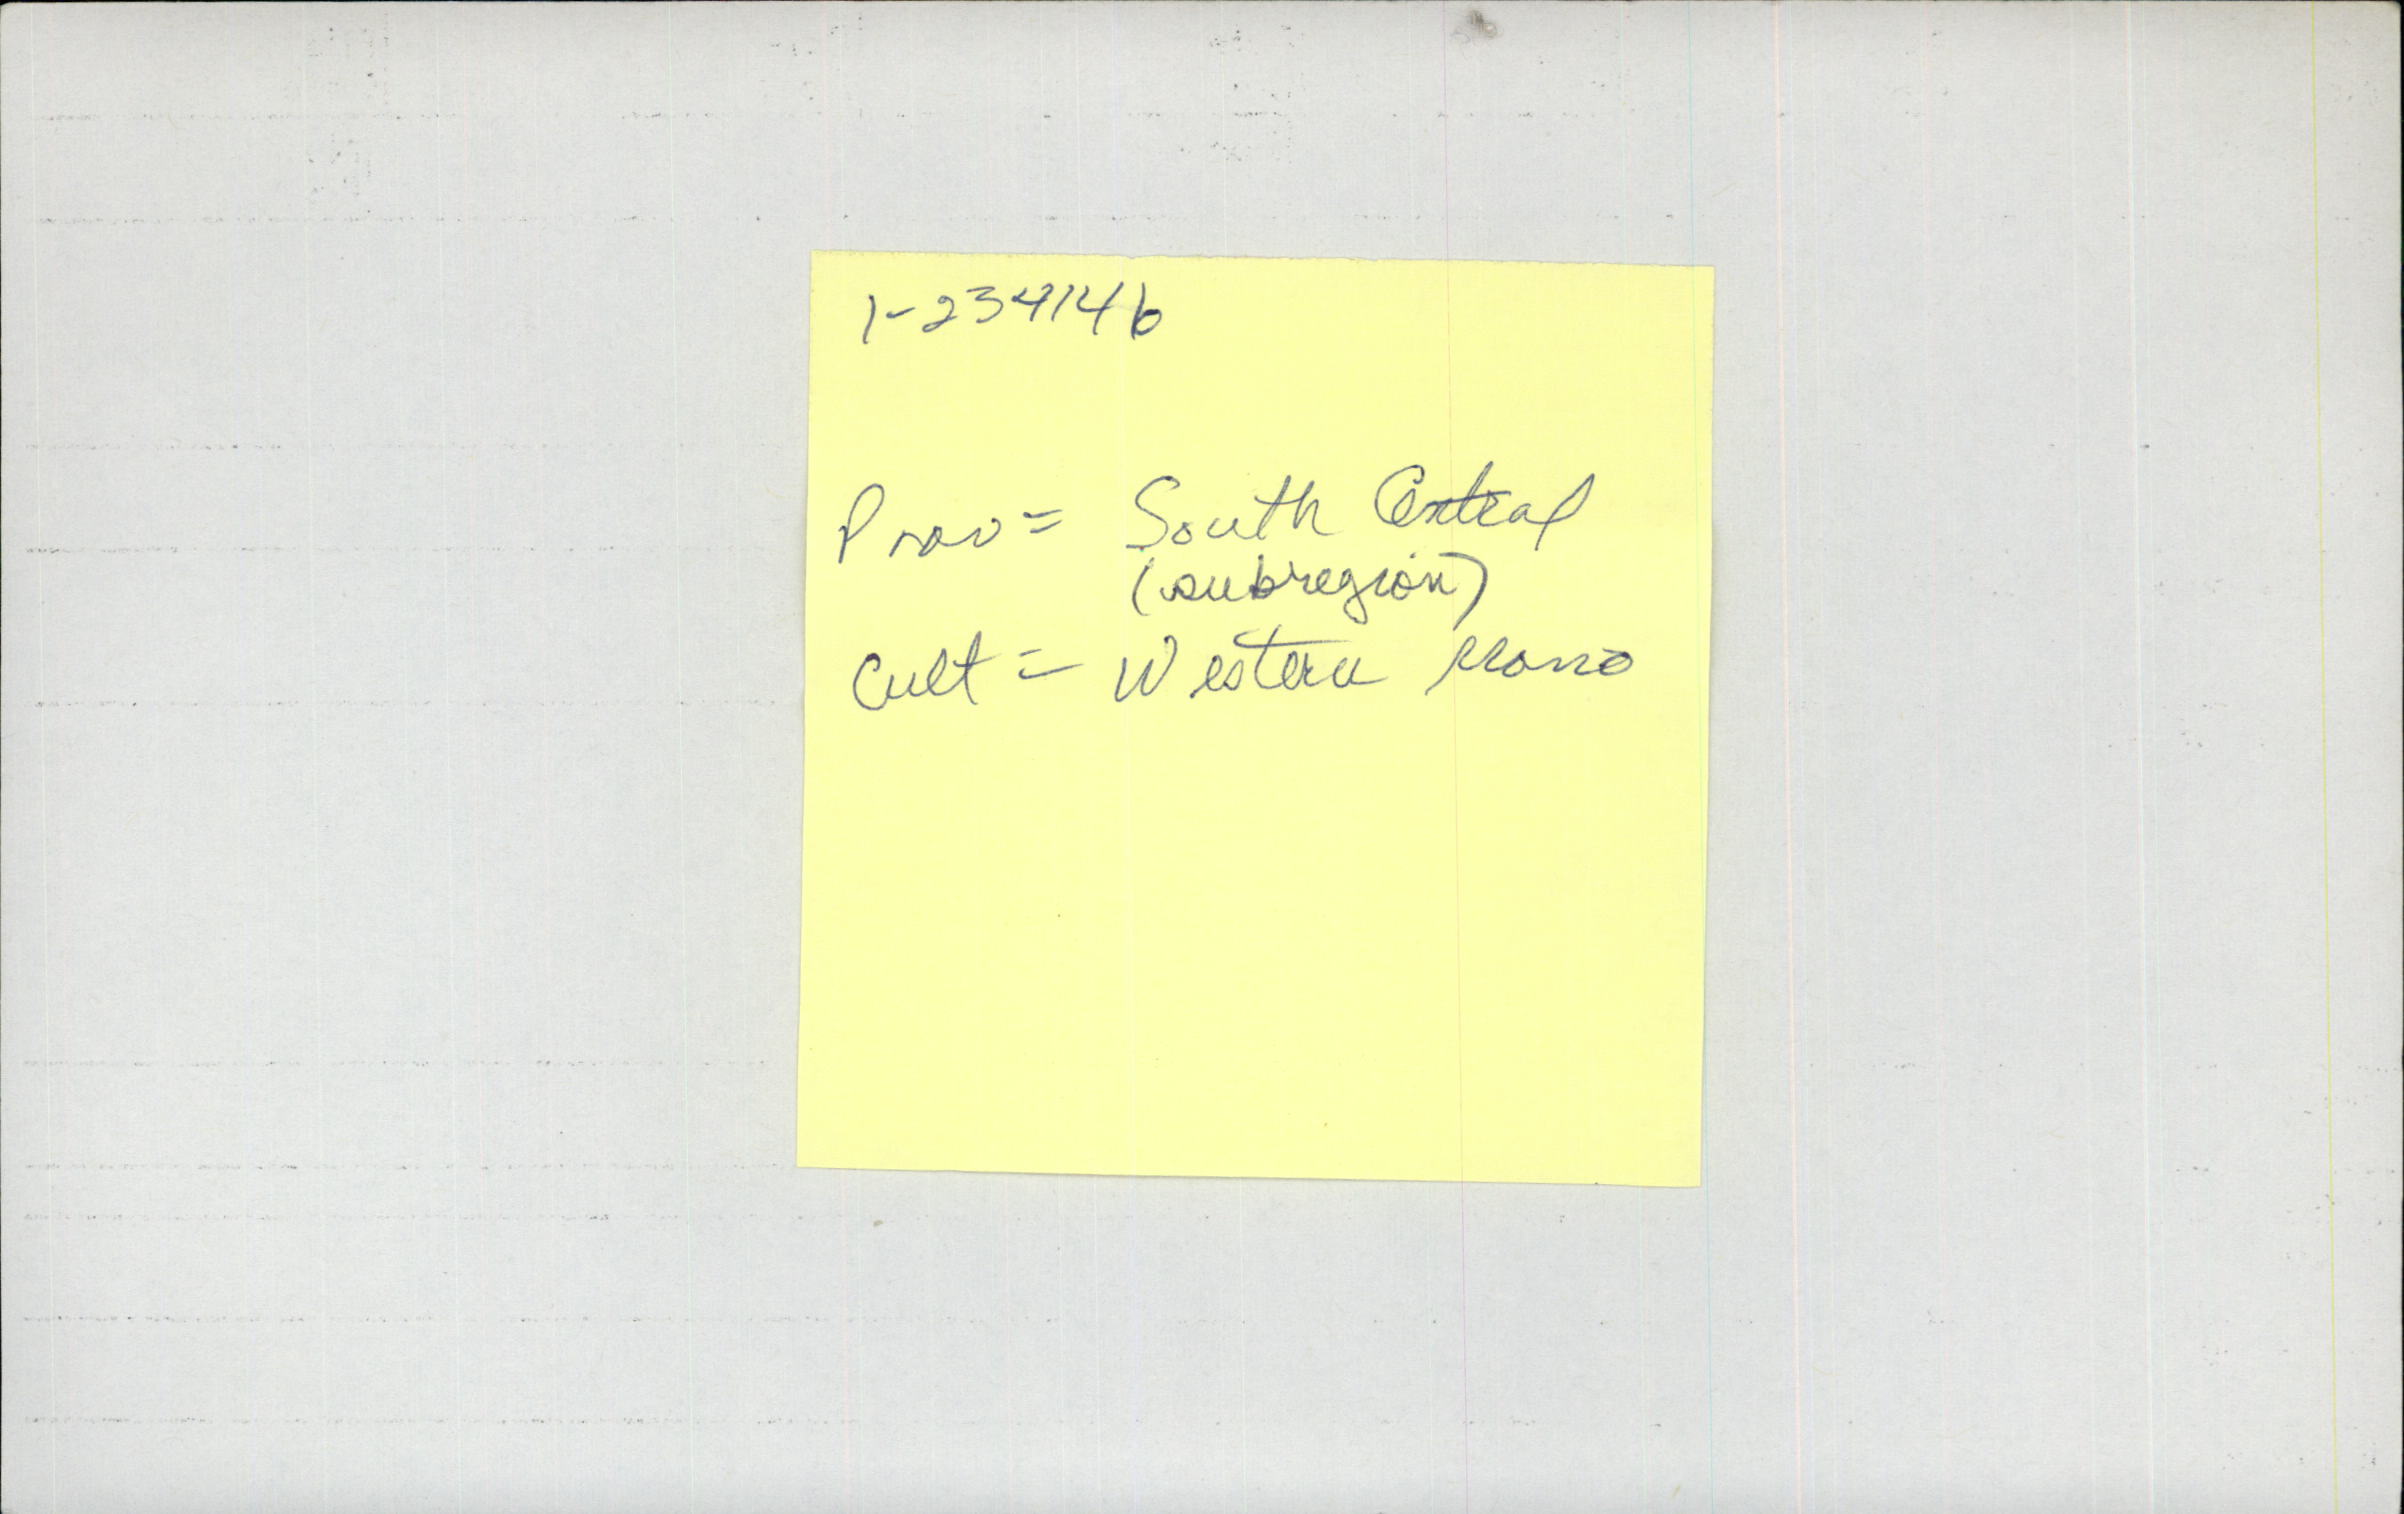 1-234146
Prov = South Central
(subregion)
Cult = Western Mono